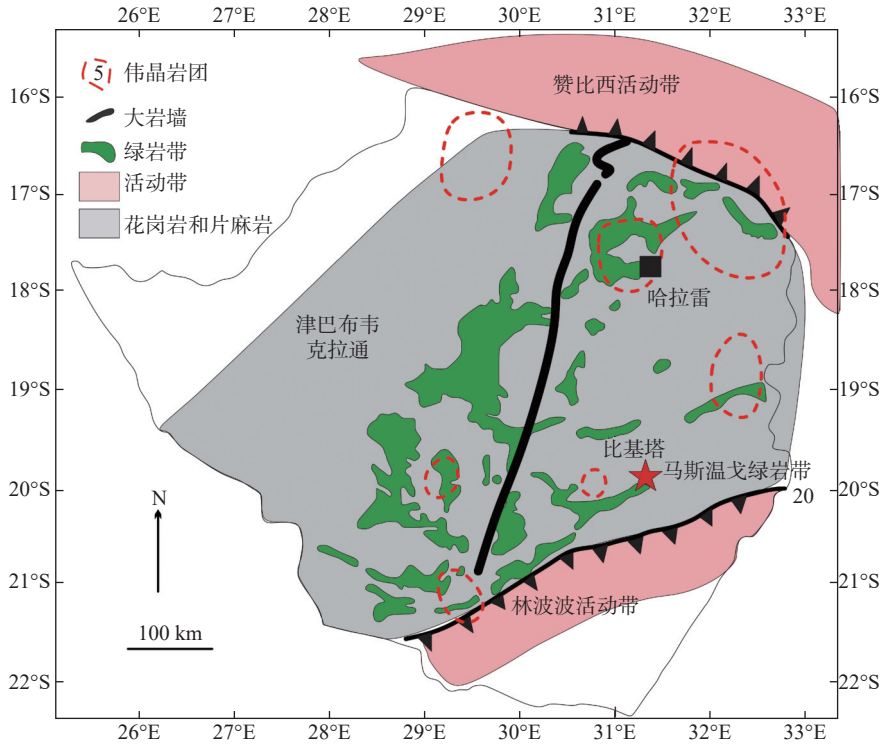 26°E 27°E 28°E 29°E 30°E 31°E 32°E 33°E
5 伟晶岩团
大岩墙
绿岩带
活动带
花岗岩和片麻岩
赞比西活动带
16°S 16°S
17°S 17°S
18°S 18°S
哈拉雷
津巴布韦
克拉通
19°S 19°S
比基塔
马斯温戈绿岩带
20°S 20 20°S
N
21°S 21°S
林波波活动带
100 km
22°S 22°S
26°E 27°E 28°E 29°E 30°E 31°E 32°E 33°E